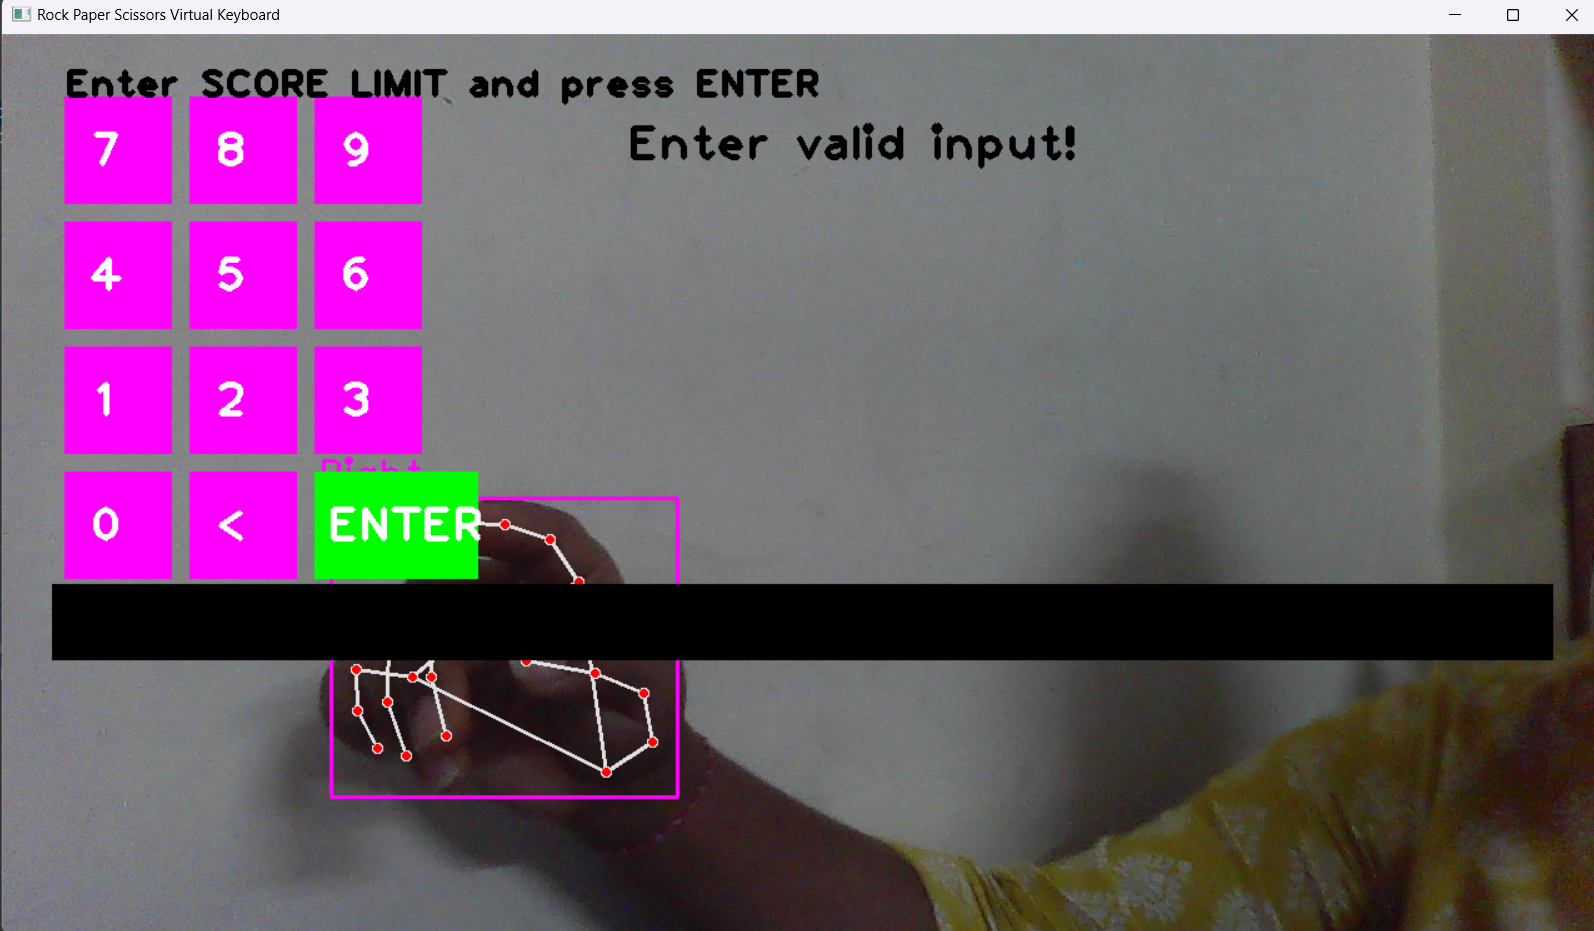 Rock Paper Scissors Virtual Keyboard
Enter SCORE LIMIT and press ENTER
Enter valid input!
7 8 9
4 5 6
1 2 3
Right
0 < ENTER